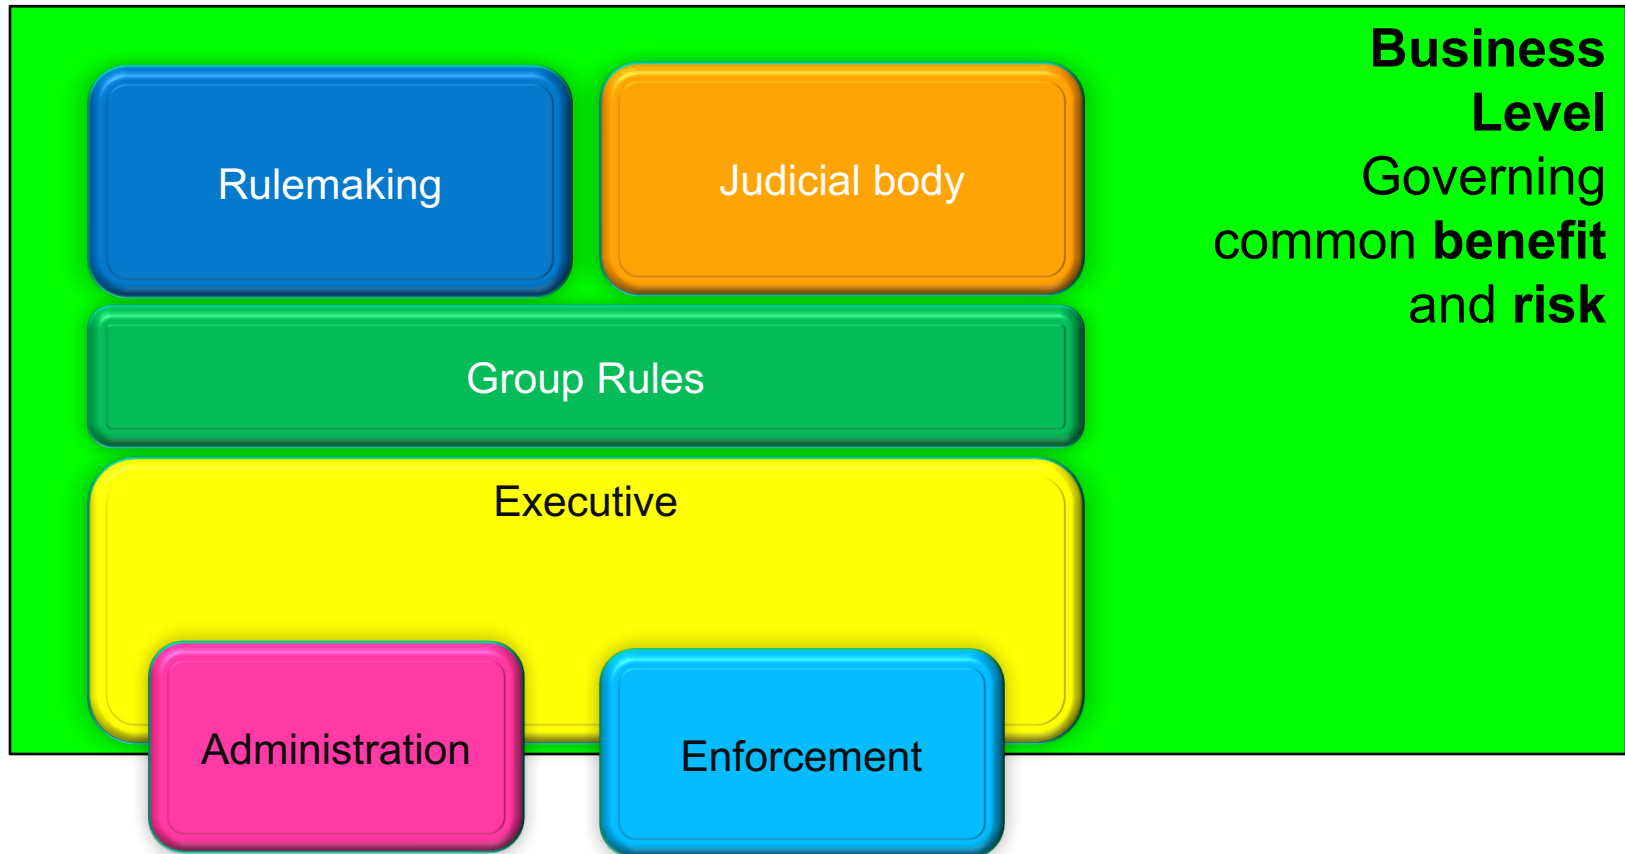 Business
Level
Governing
common benefit
and risk
Rulemaking
Judicial body
Group Rules
Executive
Administration
Enforcement